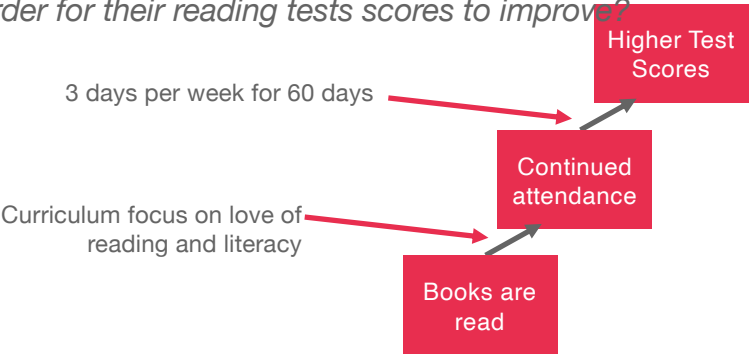 rder for their reading tests scores to improve?
Higher Test
Scores
3 days per week for 60 days
Continued
attendance
Curriculum focus on love of
reading and literacy
Books are
read